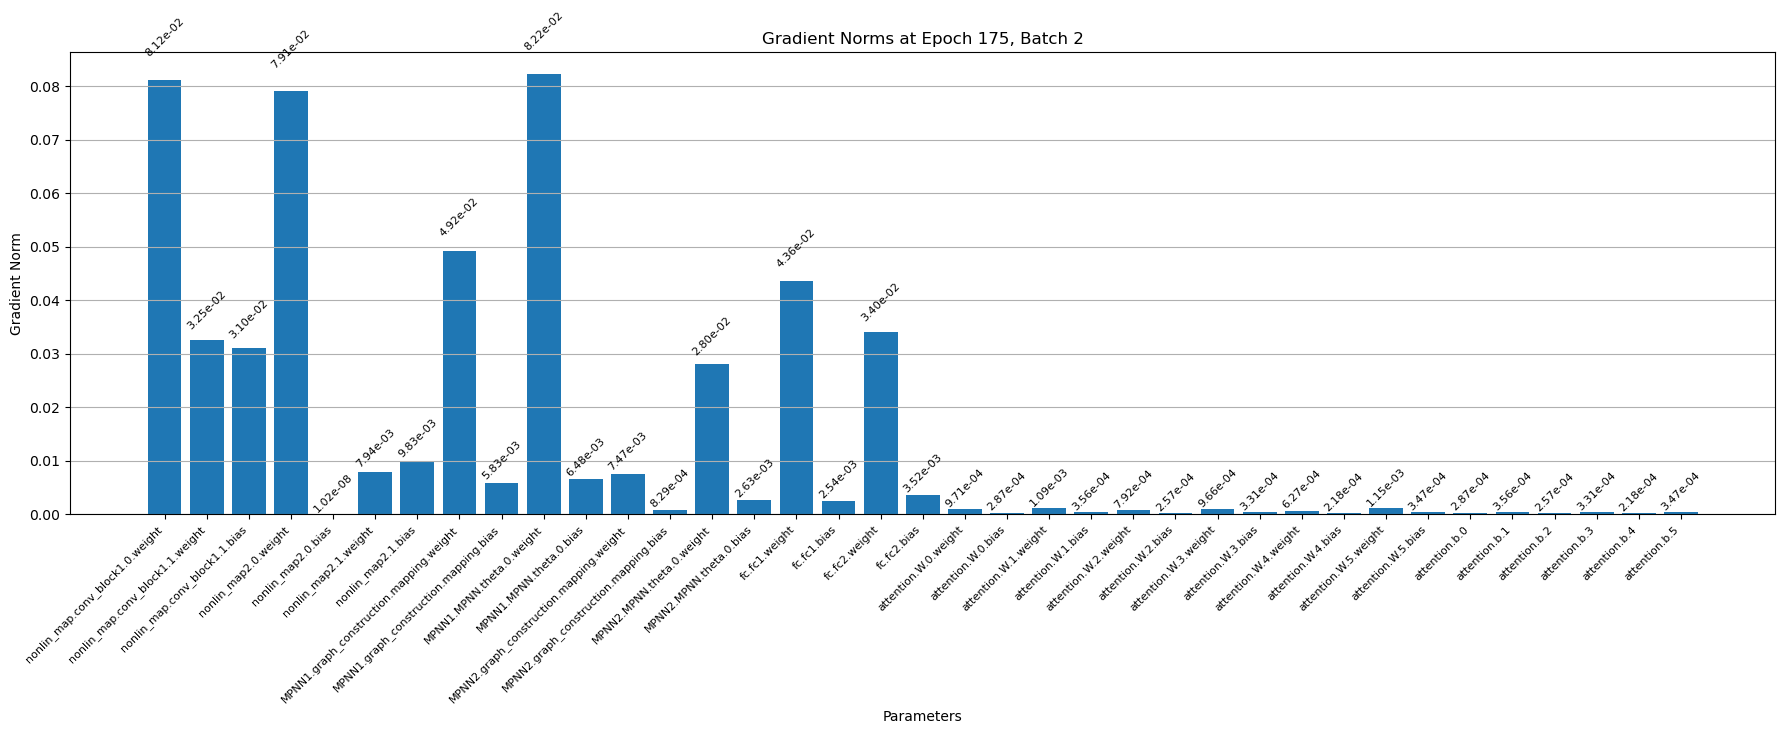 Gradient Norms at Epoch 175, Batch 2
Gradient Norm
0.08
0.07
0.06
0.05
0.04
0.03
0.02
0.01
0.00
8.12e-02
3.25e-02
3.10e-02
7.91e-02
1.02e-08
7.94e-03
9.83e-03
4.92e-02
5.83e-03
8.22e-02
6.48e-03
7.47e-03
8.29e-04
2.80e-02
2.63e-03
4.36e-02
2.54e-03
3.40e-02
3.52e-03
9.71e-04
2.87e-04
1.09e-03
3.56e-04
7.92e-04
2.57e-04
9.66e-04
3.31e-04
6.27e-04
2.18e-04
1.15e-03
3.47e-04
2.87e-04
3.56e-04
2.57e-04
3.31e-04
2.18e-04
3.47e-04
nonlin_map.conv_block1.0.weight
nonlin_map.conv_block1.1.weight
nonlin_map.conv_block1.1.bias
nonlin_map2.0.weight
nonlin_map2.0.bias
nonlin_map2.1.weight
nonlin_map2.1.bias
MPNN1.graph_construction.mapping.weight
MPNN1.graph_construction.mapping.bias
MPNN1.MPNN.theta.0.weight
MPNN1.MPNN.theta.0.bias
MPNN2.graph_construction.mapping.weight
MPNN2.graph_construction.mapping.bias
MPNN2.MPNN.theta.0.weight
MPNN2.MPNN.theta.0.bias
fc.fc1.weight
fc.fc1.bias
fc.fc2.weight
fc.fc2.bias
attention.W.0.weight
attention.W.0.bias
attention.W.1.weight
attention.W.1.bias
attention.W.2.weight
attention.W.2.bias
attention.W.3.weight
attention.W.3.bias
attention.W.4.weight
attention.W.4.bias
attention.W.5.weight
attention.W.5.bias
attention.b.0
attention.b.1
attention.b.2
attention.b.3
attention.b.4
attention.b.5
Parameters